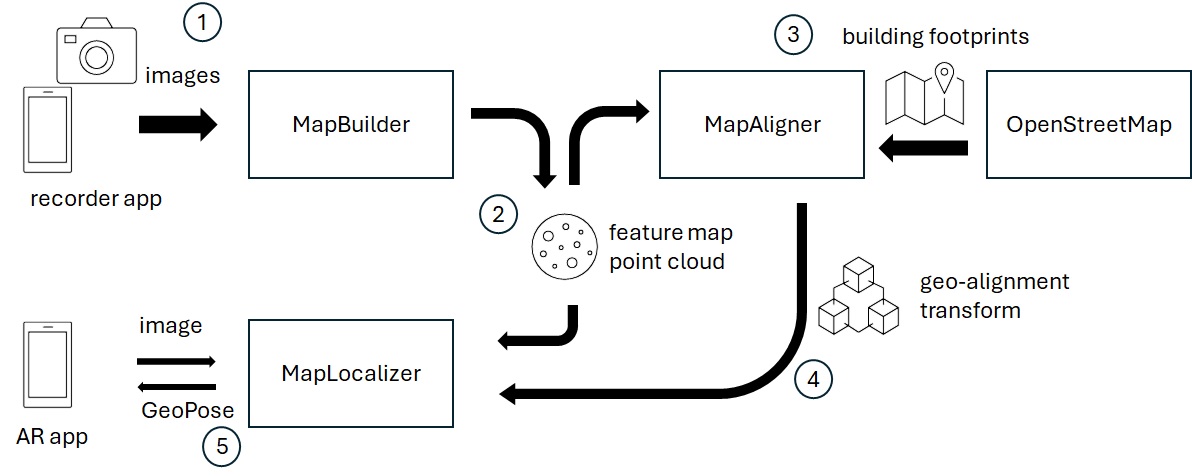 1
images
MapBuilder
recorder app
2
feature map
point cloud
3
building footprints
MapAligner
OpenStreetMap
geo-alignment
transform
4
image
MapLocalizer
GeoPose
AR app
5